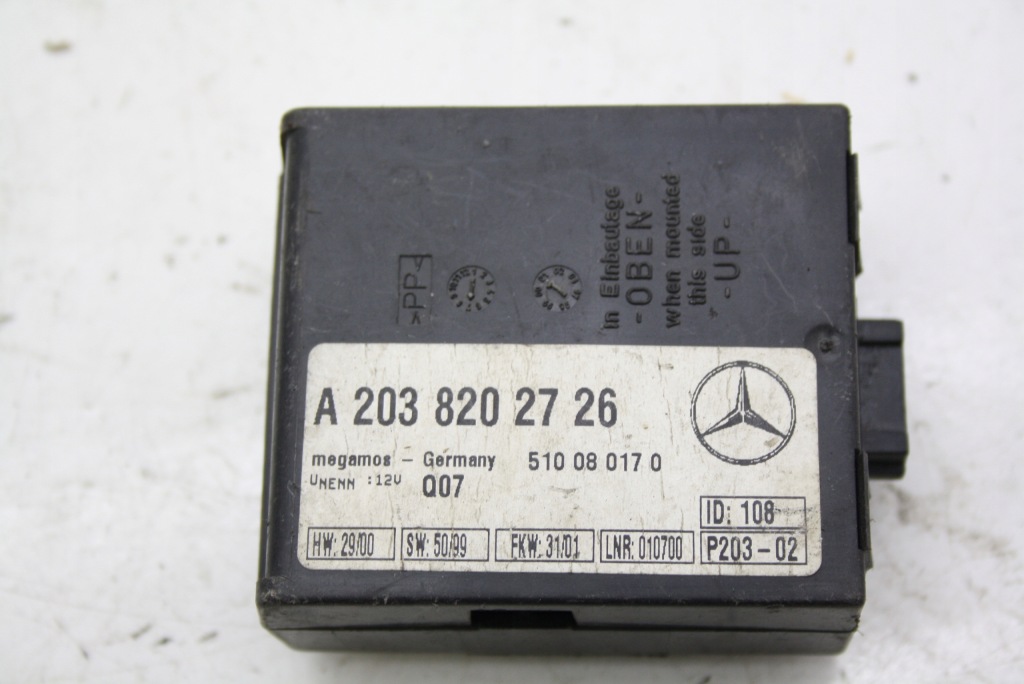 in Einbaulage
-OBEN-
when mounted
this side
-UP-
PP
A 203 820 27 26
megamos - Germany 510 08 017 0
UNENN :12V Q07
ID: 108
HW: 29/00 SW: 50/99 FKW: 31/01 LNR: 010700 P203-02